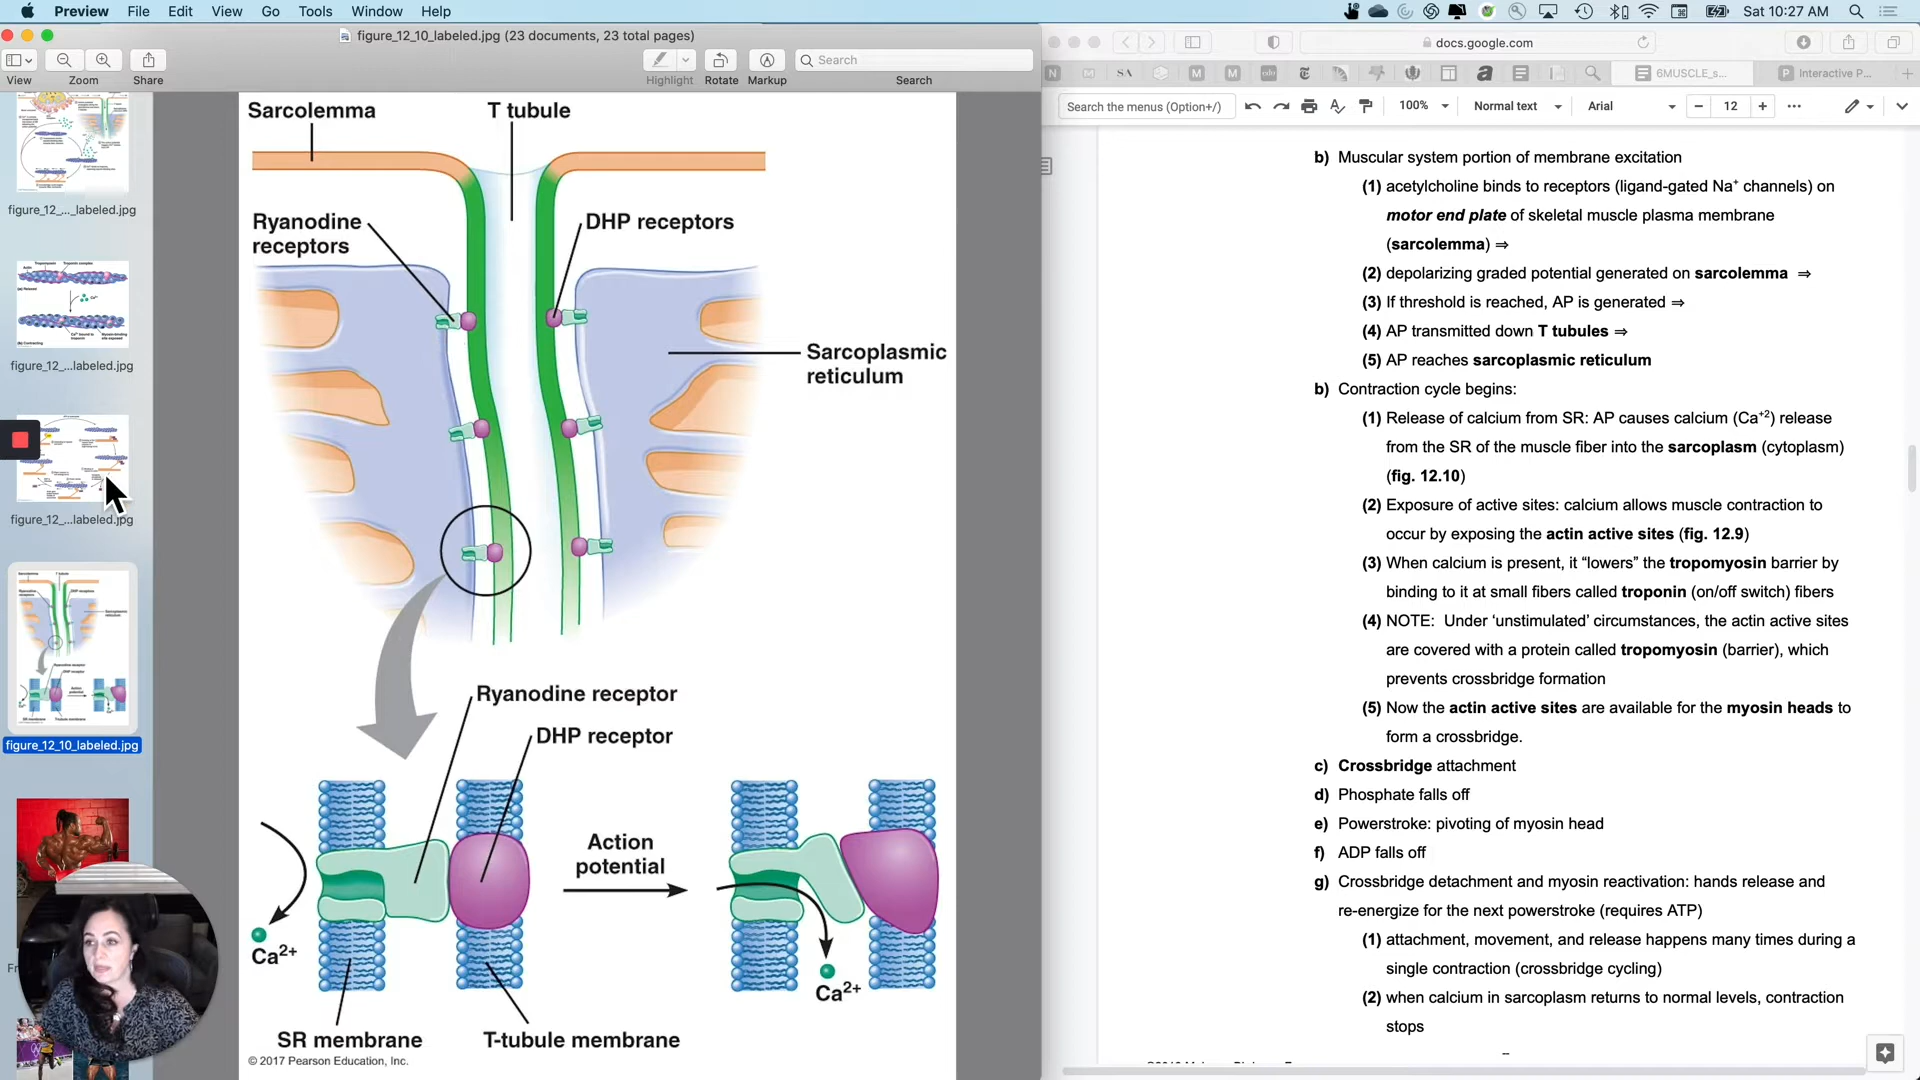 Preview File Edit View Go Tools Window Help
Sat 10:27 AM
figure_12_10_labeled.jpg (23 documents, 23 total pages)
View Zoom Share Highlight Rotate Markup Search
Search
figure_12_..._labeled.jpg
figure_12_...labeled.jpg
figure_12_...labeled.jpg
figure_12_10_labeled.jpg
Sarcolemma
T tubule
Ryanodine
receptors
DHP receptors
Sarcoplasmic
reticulum
Ryanodine receptor
DHP receptor
Action
potential
Ca2+
Ca2+
SR membrane
T-tubule membrane
© 2017 Pearson Education, Inc.
docs.google.com
6MUSCLE_s...
Interactive P...
Search the menus (Option+/)
100%
Normal text
Arial
12
b) Muscular system portion of membrane excitation
(1) acetylcholine binds to receptors (ligand-gated Na+ channels) on
motor end plate of skeletal muscle plasma membrane
(sarcolemma) ⇒
(2) depolarizing graded potential generated on sarcolemma ⇒
(3) If threshold is reached, AP is generated ⇒
(4) AP transmitted down T tubules ⇒
(5) AP reaches sarcoplasmic reticulum
b) Contraction cycle begins:
(1) Release of calcium from SR: AP causes calcium (Ca+2) release
from the SR of the muscle fiber into the sarcoplasm (cytoplasm)
(fig. 12.10)
(2) Exposure of active sites: calcium allows muscle contraction to
occur by exposing the actin active sites (fig. 12.9)
(3) When calcium is present, it “lowers” the tropomyosin barrier by
binding to it at small fibers called troponin (on/off switch) fibers
(4) NOTE: Under ‘unstimulated’ circumstances, the actin active sites
are covered with a protein called tropomyosin (barrier), which
prevents crossbridge formation
(5) Now the actin active sites are available for the myosin heads to
form a crossbridge.
c) Crossbridge attachment
d) Phosphate falls off
e) Powerstroke: pivoting of myosin head
f) ADP falls off
g) Crossbridge detachment and myosin reactivation: hands release and
re-energize for the next powerstroke (requires ATP)
(1) attachment, movement, and release happens many times during a
single contraction (crossbridge cycling)
(2) when calcium in sarcoplasm returns to normal levels, contraction
stops